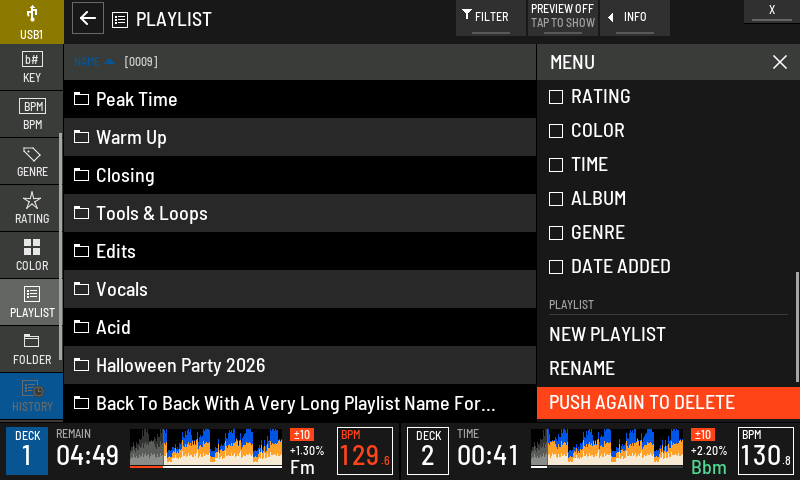 USB1
PLAYLIST
FILTER
PREVIEW OFF
TAP TO SHOW
INFO
X
b#
KEY
BPM
BPM
GENRE
RATING
COLOR
PLAYLIST
FOLDER
HISTORY
NAME [0009]
Peak Time
Warm Up
Closing
Tools & Loops
Edits
Vocals
Acid
Halloween Party 2026
Back To Back With A Very Long Playlist Name For...
MENU
RATING
COLOR
TIME
ALBUM
GENRE
DATE ADDED
PLAYLIST
NEW PLAYLIST
RENAME
PUSH AGAIN TO DELETE
DECK
1
REMAIN
04:49
±10
+1.30%
Fm
BPM
129.6
DECK
2
TIME
00:41
±10
+2.20%
Bbm
BPM
130.8